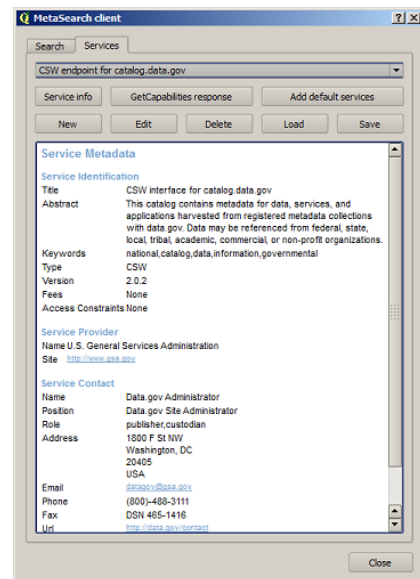 MetaSearch client
Search Services
CSW endpoint for catalog.data.gov
Service info GetCapabilities response Add default services
New Edit Delete Load Save
Service Metadata
Service Identification
Title CSW interface for catalog.data.gov
Abstract This catalog contains metadata for data, services, and
applications harvested from registered metadata collections
with data.gov. Data may be referenced from federal, state,
local, tribal, academic, commercial, or non-profit organizations.
Keywords national,catalog,data,information,governmental
Type CSW
Version 2.0.2
Fees None
Access Constraints None
Service Provider
Name U.S. General Services Administration
Site http://www.gsa.gov
Service Contact
Name Data.gov Administrator
Position Data.gov Site Administrator
Role publisher,custodian
Address 1800 F St NW
Washington, DC
20405
USA
Email datagov@gsa.gov
Phone (800)-488-3111
Fax DSN 465-1416
Url http://data.gov/contact
Close